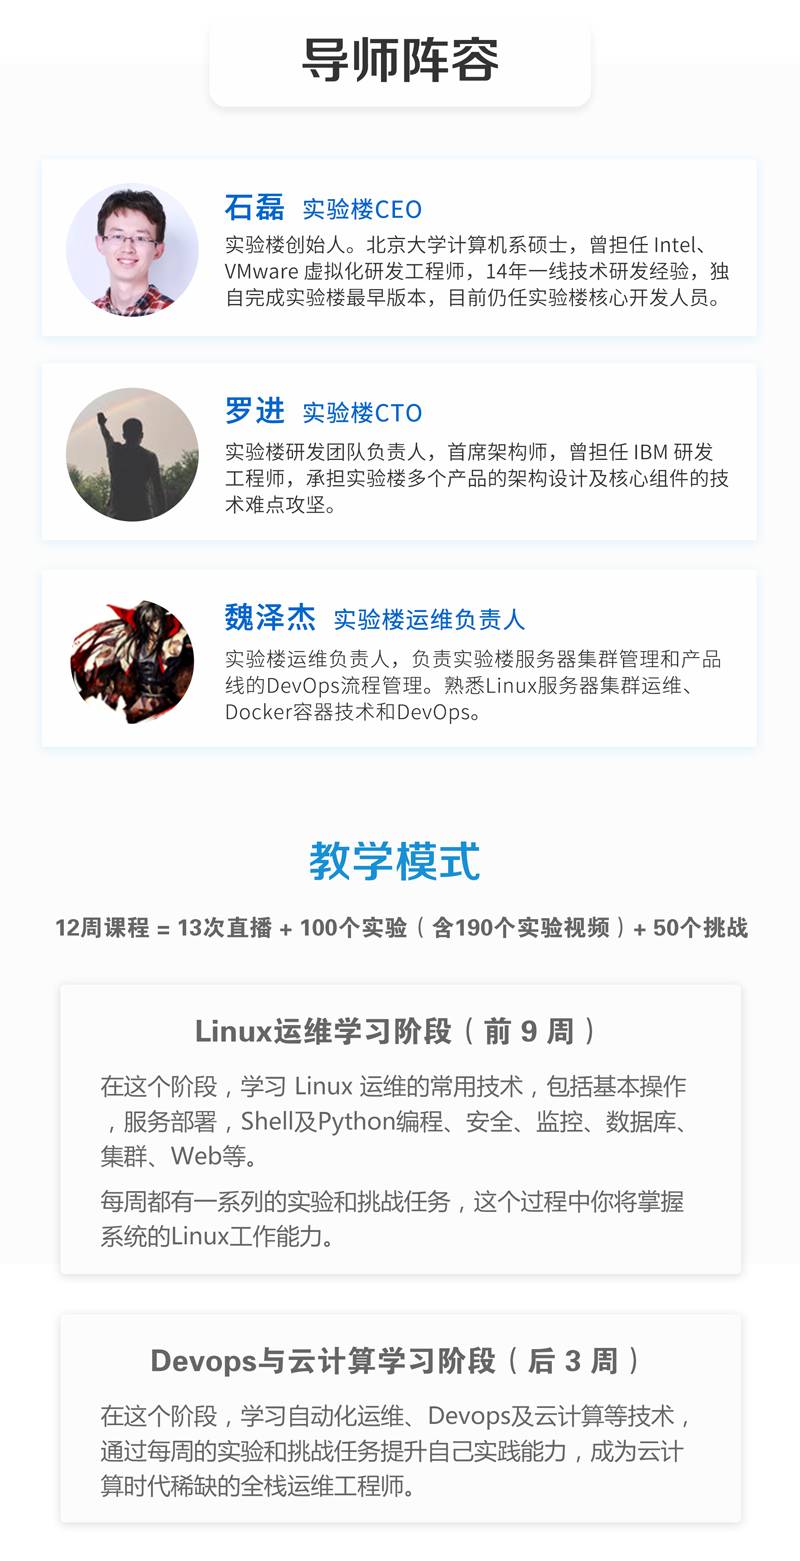 导师阵容
石磊 实验楼CEO
实验楼创始人。北京大学计算机系硕士，曾担任 Intel、
VMware 虚拟化研发工程师，14年一线技术研发经验，独
自完成实验楼最早版本，目前仍任实验楼核心开发人员。
罗进 实验楼CTO
实验楼研发团队负责人，首席架构师，曾担任 IBM 研发
工程师，承担实验楼多个产品的架构设计及核心组件的技
术难点攻坚。
魏泽杰 实验楼运维负责人
实验楼运维负责人，负责实验楼服务器集群管理和产品
线的DevOps流程管理。熟悉Linux服务器集群运维、
Docker容器技术和DevOps。
教学模式
12周课程 = 13次直播 + 100个实验（含190个实验视频）+ 50个挑战
Linux运维学习阶段（前 9 周）
在这个阶段，学习 Linux 运维的常用技术，包括基本操作
，服务部署，Shell及Python编程、安全、监控、数据库、
集群、Web等。
每周都有一系列的实验和挑战任务，这个过程中你将掌握
系统的Linux工作能力。
Devops与云计算学习阶段（后 3 周）
在这个阶段，学习自动化运维、Devops及云计算等技术，
通过每周的实验和挑战任务提升自己实践能力，成为云计
算时代稀缺的全栈运维工程师。